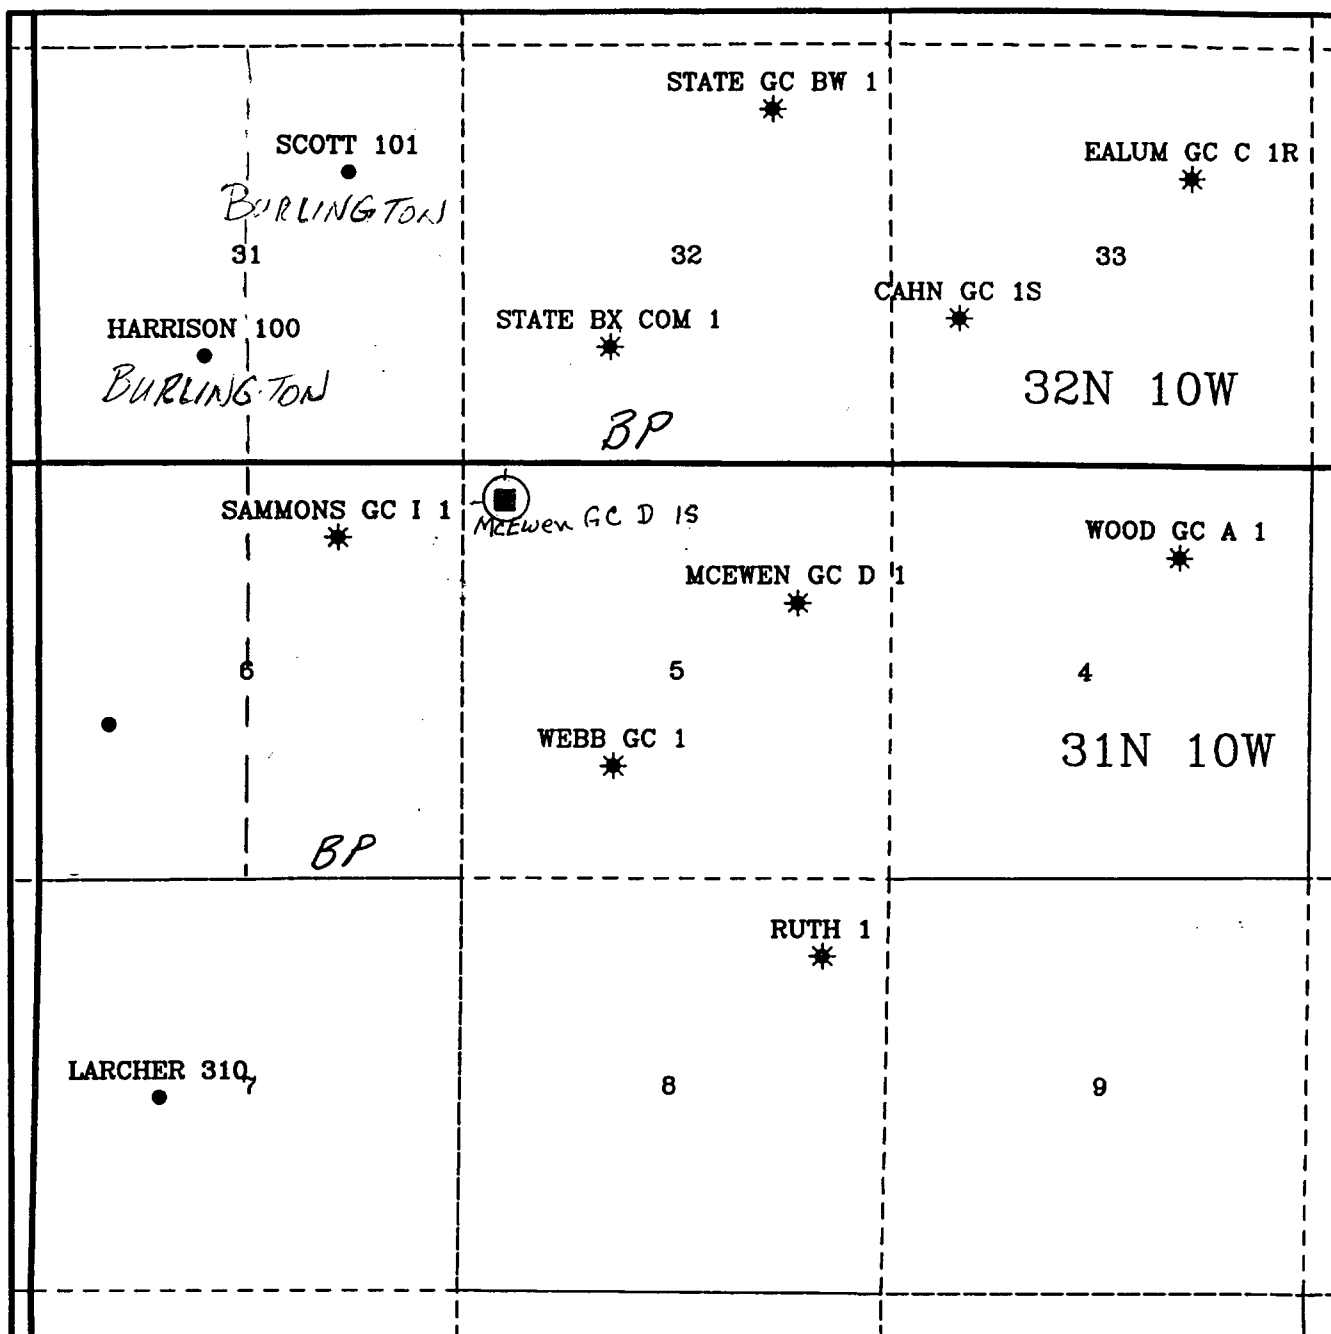 STATE GC BW 1
SCOTT 101
EALUM GC C 1R
BURLINGTON
31
32
33
CAHN GC 1S
HARRISON 100
STATE BX COM 1
BURLINGTON
32N 10W
BP
SAMMONS GC I 1
McEwen GC D 1S
WOOD GC A 1
MCEWEN GC D 1
6
5
4
WEBB GC 1
31N 10W
BP
RUTH 1
LARCHER 310
7
8
9